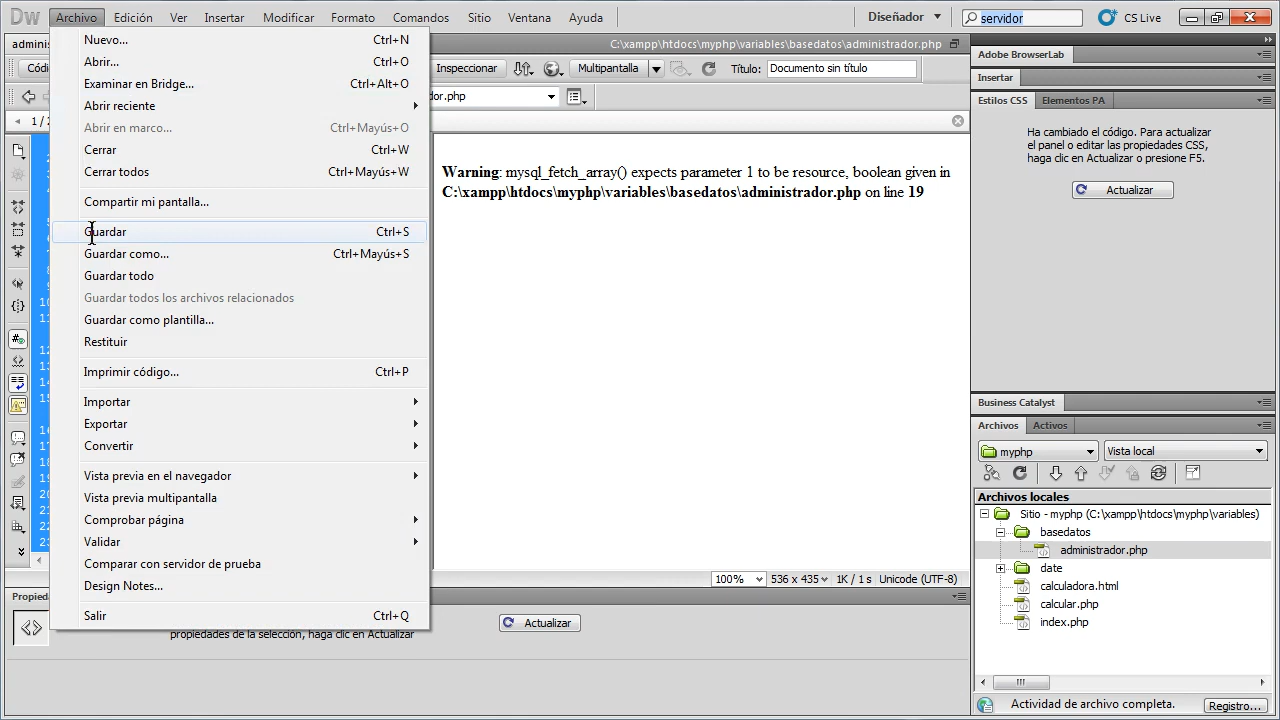 Dw Archivo Edición Ver Insertar Modificar Formato Comandos Sitio Ventana Ayuda Diseñador servidor CS Live
C:\xampp\htdocs\myphp\variables\basedatos\administrador.php
Inspeccionar Multipantalla Título: Documento sin título
Nuevo... Ctrl+N
Abrir... Ctrl+O
Examinar en Bridge... Ctrl+Alt+O
Abrir reciente
Abrir en marco... Ctrl+Mayús+O
Cerrar Ctrl+W
Cerrar todos Ctrl+Mayús+W
Compartir mi pantalla...
Guardar Ctrl+S
Guardar como... Ctrl+Mayús+S
Guardar todo
Guardar todos los archivos relacionados
Guardar como plantilla...
Restituir
Imprimir código... Ctrl+P
Importar
Exportar
Convertir
Vista previa en el navegador
Vista previa multipantalla
Comprobar página
Validar
Comparar con servidor de prueba
Design Notes...
Salir Ctrl+Q
Warning: mysql_fetch_array() expects parameter 1 to be resource, boolean given in
C:\xampp\htdocs\myphp\variables\basedatos\administrador.php on line 19
100% 536 x 435 1K / 1 s Unicode (UTF-8)
propiedades de la selección, haga clic en Actualizar
Actualizar
Adobe BrowserLab
Insertar
Estilos CSS Elementos PA
Ha cambiado el código. Para actualizar
el panel o editar las propiedades CSS,
haga clic en Actualizar o presione F5.
Actualizar
Business Catalyst
Archivos Activos
myphp Vista local
Archivos locales
Sitio - myphp (C:\xampp\htdocs\myphp\variables)
basedatos
administrador.php
date
calculadora.html
calcular.php
index.php
Actividad de archivo completa. Registro...